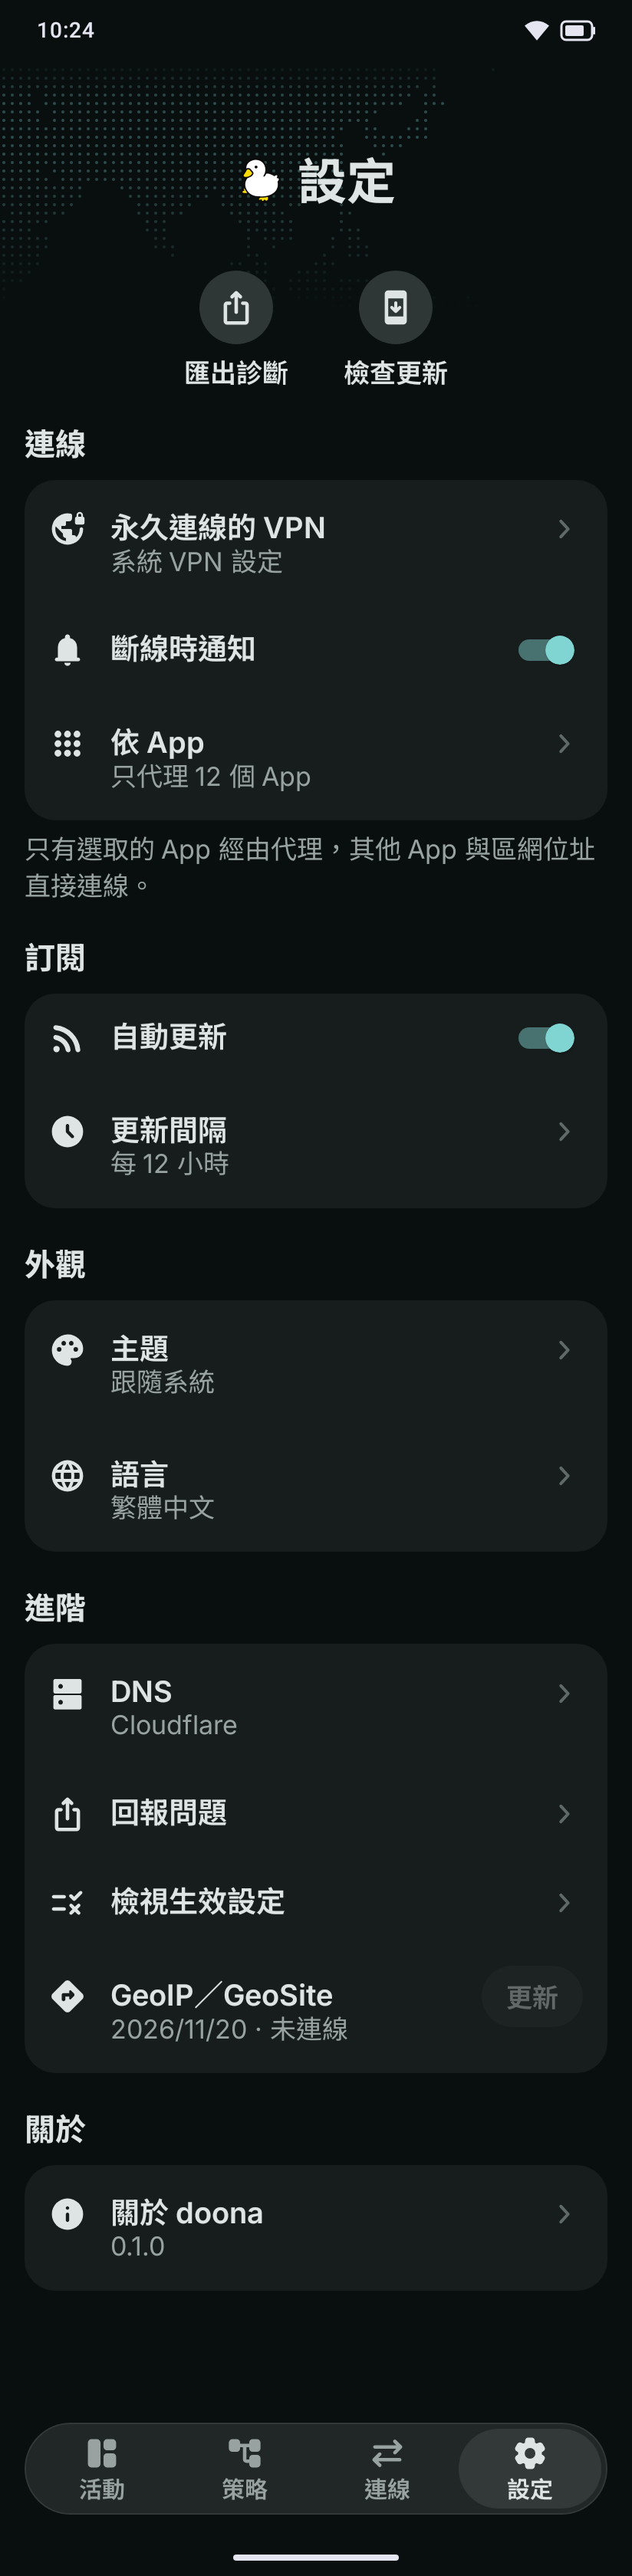 10:24
設定
匯出診斷
檢查更新
連線
永久連線的 VPN
系統 VPN 設定
斷線時通知
依 App
只代理 12 個 App
只有選取的 App 經由代理，其他 App 與區網位址
直接連線。
訂閱
自動更新
更新間隔
每 12 小時
外觀
主題
跟隨系統
語言
繁體中文
進階
DNS
Cloudflare
回報問題
檢視生效設定
GeoIP／GeoSite
更新
2026/11/20 · 未連線
關於
關於 doona
0.1.0
活動
策略
連線
設定